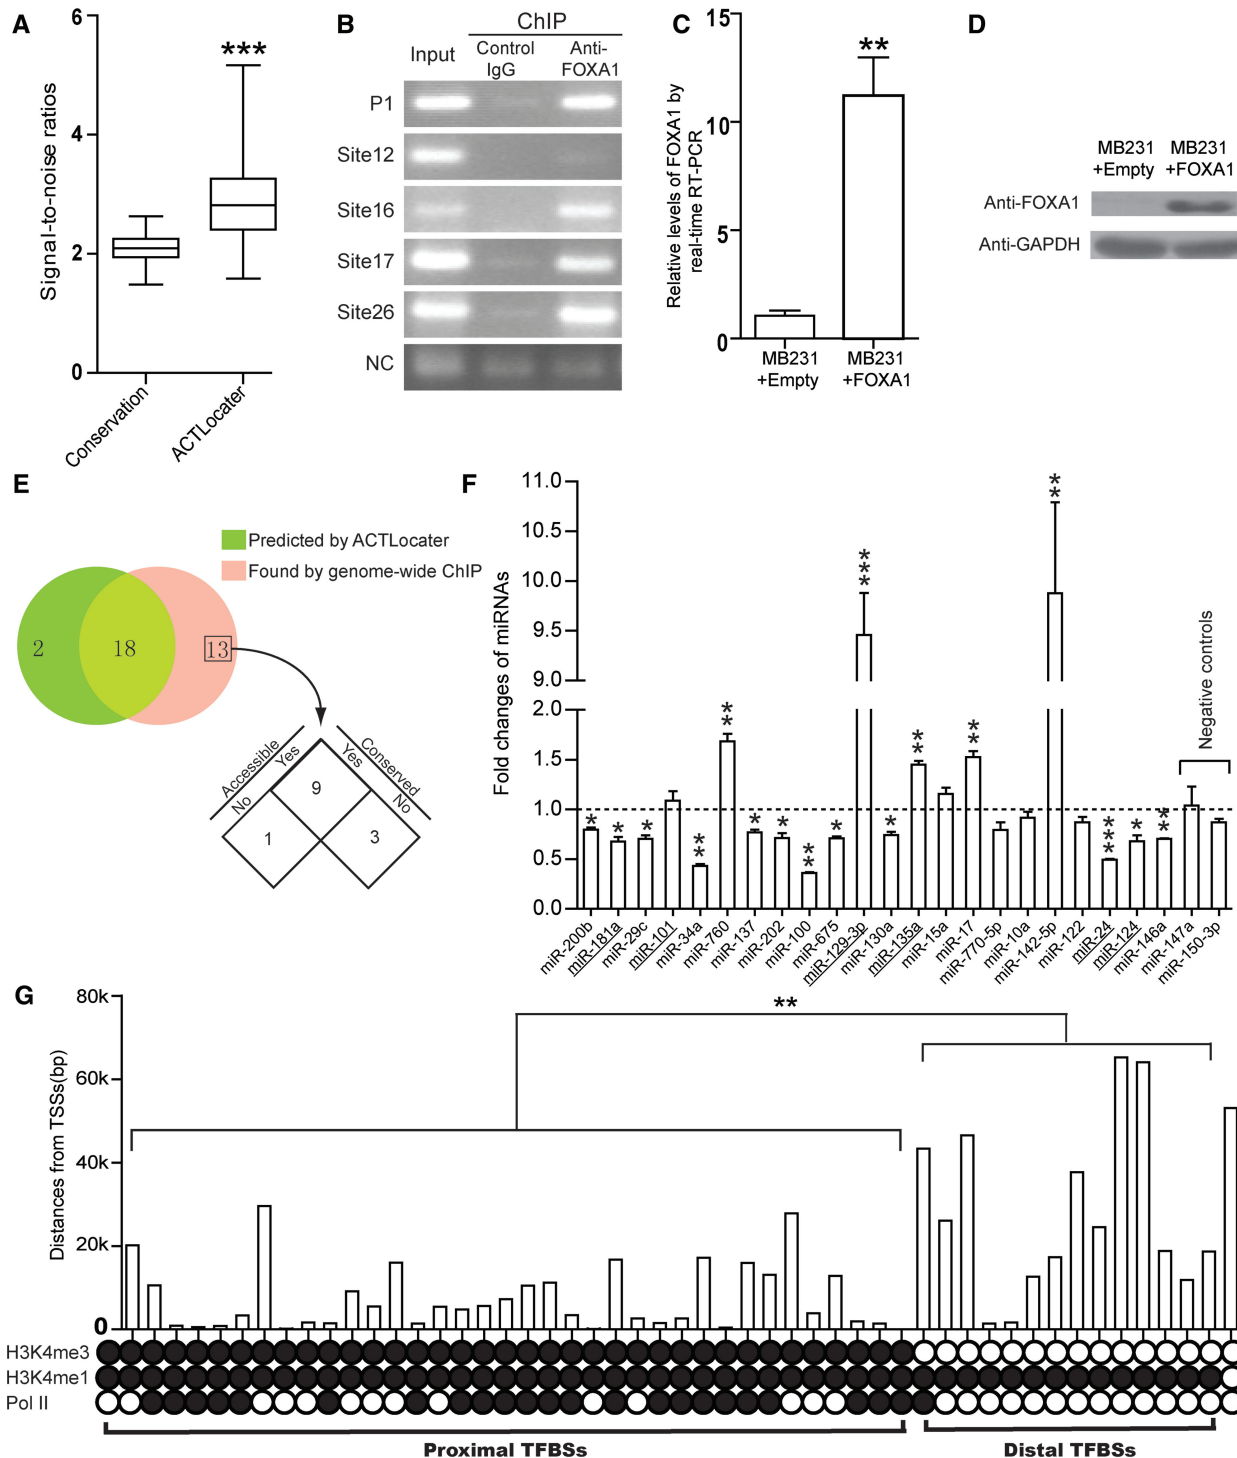 A
6
4
2
0
Signal-to-noise ratios
***
Conservation
ACTLocater
B
ChIP
Input
Control
IgG
Anti-
FOXA1
P1
Site12
Site16
Site17
Site26
NC
C
15
10
5
0
Relative levels of FOXA1 by
real-time RT-PCR
**
MB231
+Empty
MB231
+FOXA1
D
MB231
+Empty
MB231
+FOXA1
Anti-FOXA1
Anti-GAPDH
E
Predicted by ACTLocater
Found by genome-wide ChIP
2
18
13
Accessible
Yes
No
Conserved
Yes
No
9
1
3
F
Fold changes of miRNAs
11.0
10.5
10.0
9.5
9.0
2.0
1.5
1.0
0.5
0.0
*
*
*
**
**
*
*
**
*
***
*
**
**
**
***
*
**
Negative controls
miR-200b
miR-181a
miR-29c
miR-101
miR-34a
miR-760
miR-137
miR-202
miR-100
miR-675
miR-129-3p
miR-130a
miR-135a
miR-15a
miR-17
miR-770-5p
miR-10a
miR-142-5p
miR-122
miR-24
miR-124
miR-146a
miR-147a
miR-150-3p
G
80k
60k
40k
20k
0
Distances from TSSs(bp)
**
H3K4me3
H3K4me1
Pol II
Proximal TFBSs
Distal TFBSs